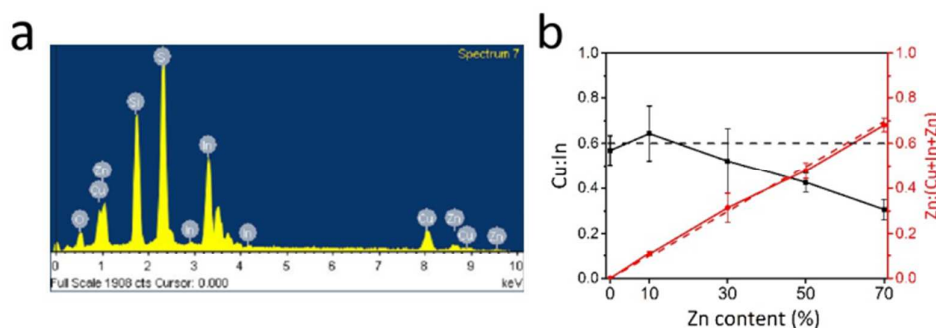 a
Spectrum 7
S
Si
In
Zn
Cu
O
In
In
Cu
Zn
Cu
Zn
0 1 2 3 4 5 6 7 8 9 10
Full Scale 1908 cts Cursor: 0.000 keV
b
1.0
0.8
0.6
0.4
0.2
0.0
Cu:In
0 10 30 50 70
Zn content (%)
1.0
0.8
0.6
0.4
0.2
0.0
Zn:(Cu+In+Zn)